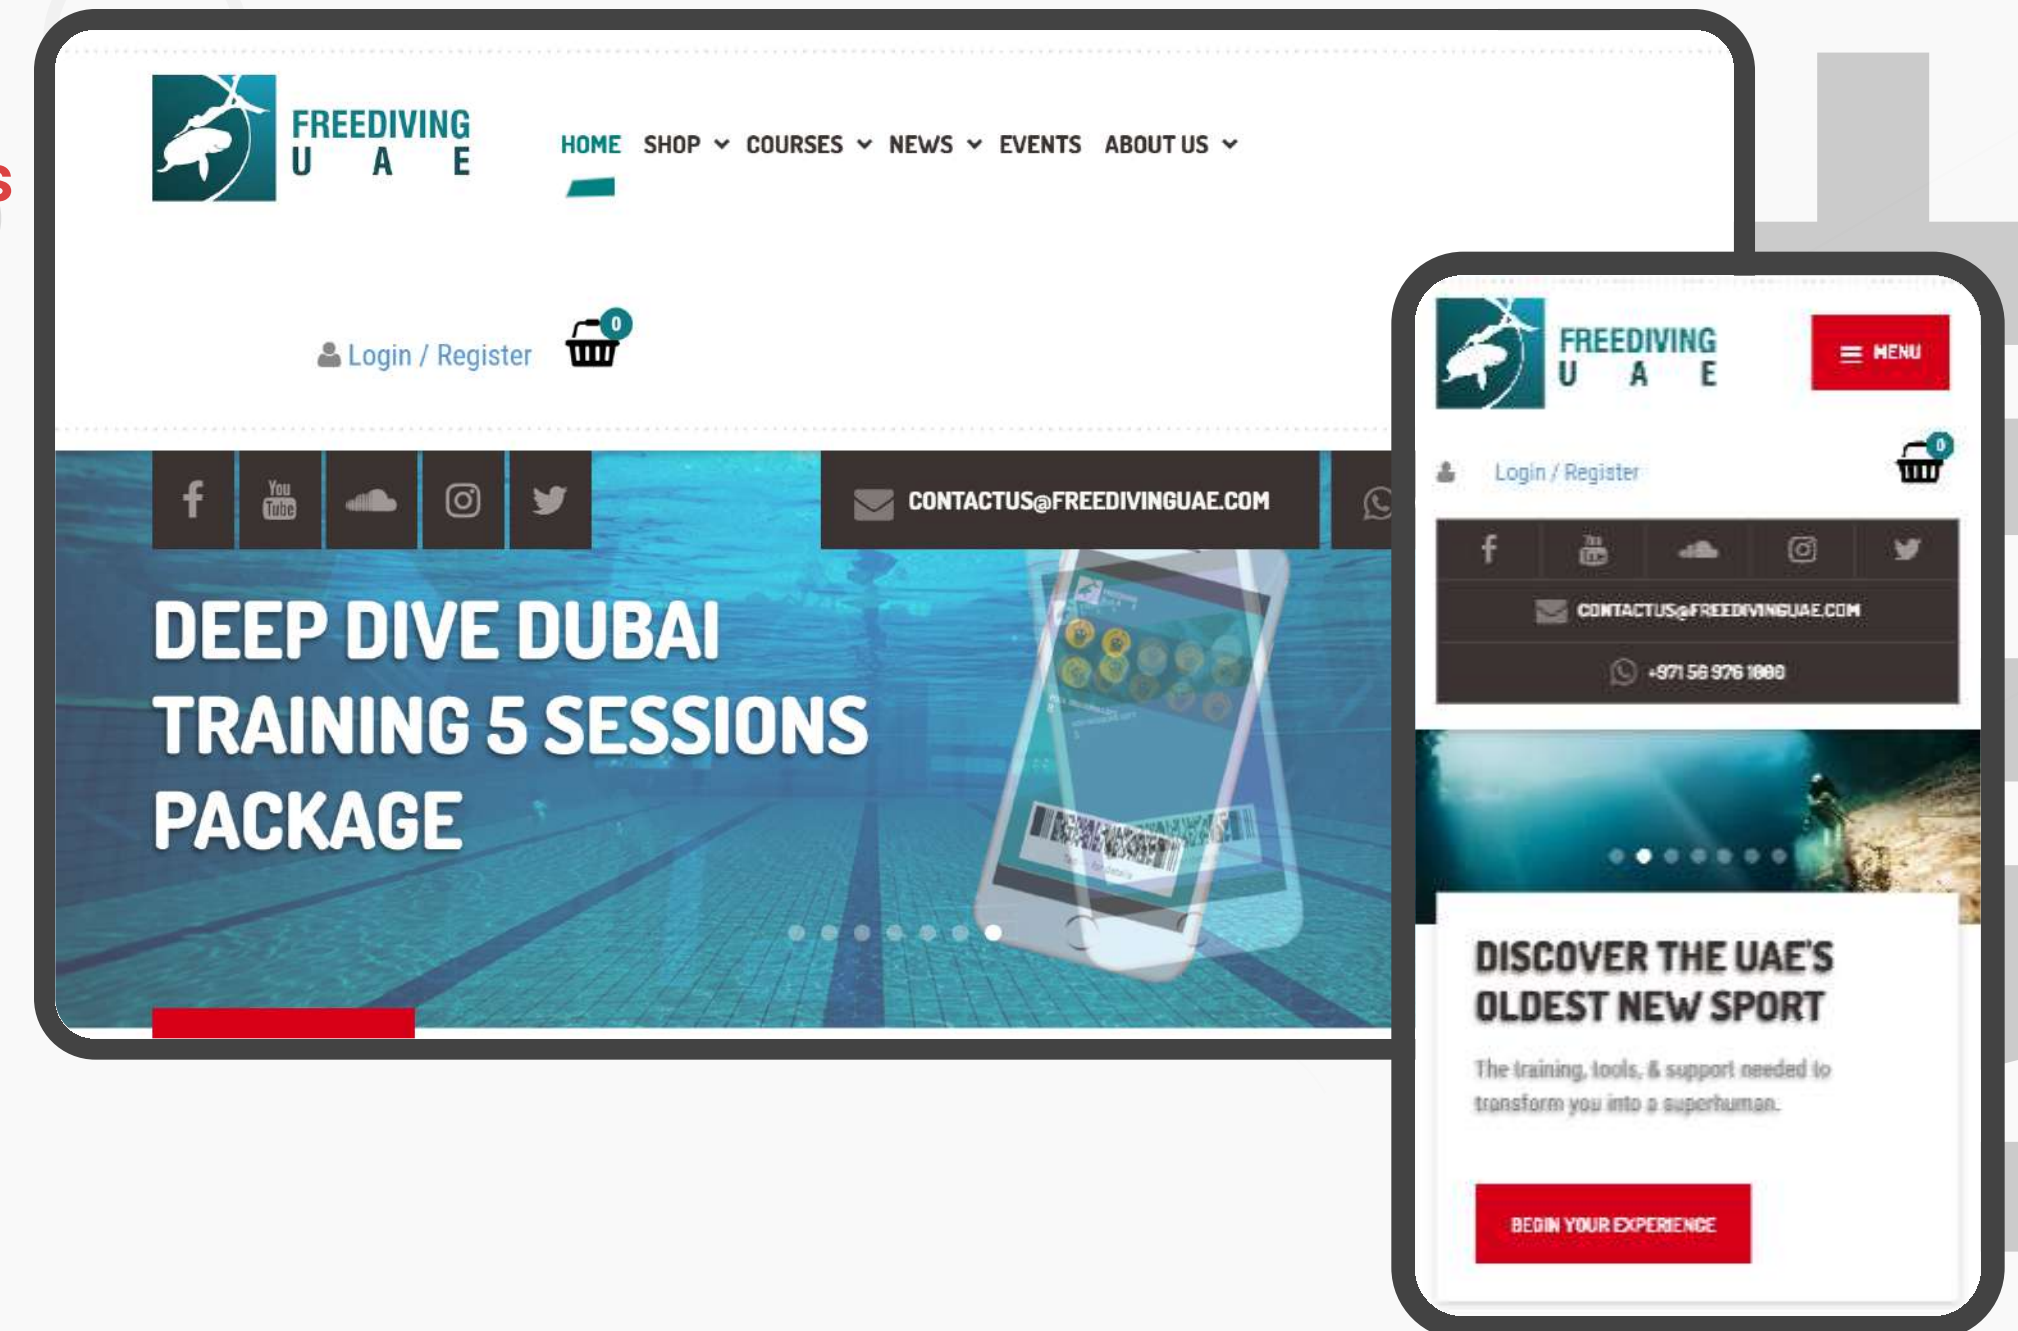 s
FREEDIVING
U A E
HOME SHOP COURSES NEWS EVENTS ABOUT US
Login / Register
0
You
Tube
CONTACTUS@FREEDIVINGUAE.COM
DEEP DIVE DUBAI
TRAINING 5 SESSIONS
PACKAGE
FREEDIVING
U A E
MENU
Login / Register
0
You
Tube
CONTACTUS@FREEDIVINGUAE.COM
+971 56 976 1000
DISCOVER THE UAE'S
OLDEST NEW SPORT
The training, tools, & support needed to
transform you into a superhuman.
BEGIN YOUR EXPERIENCE